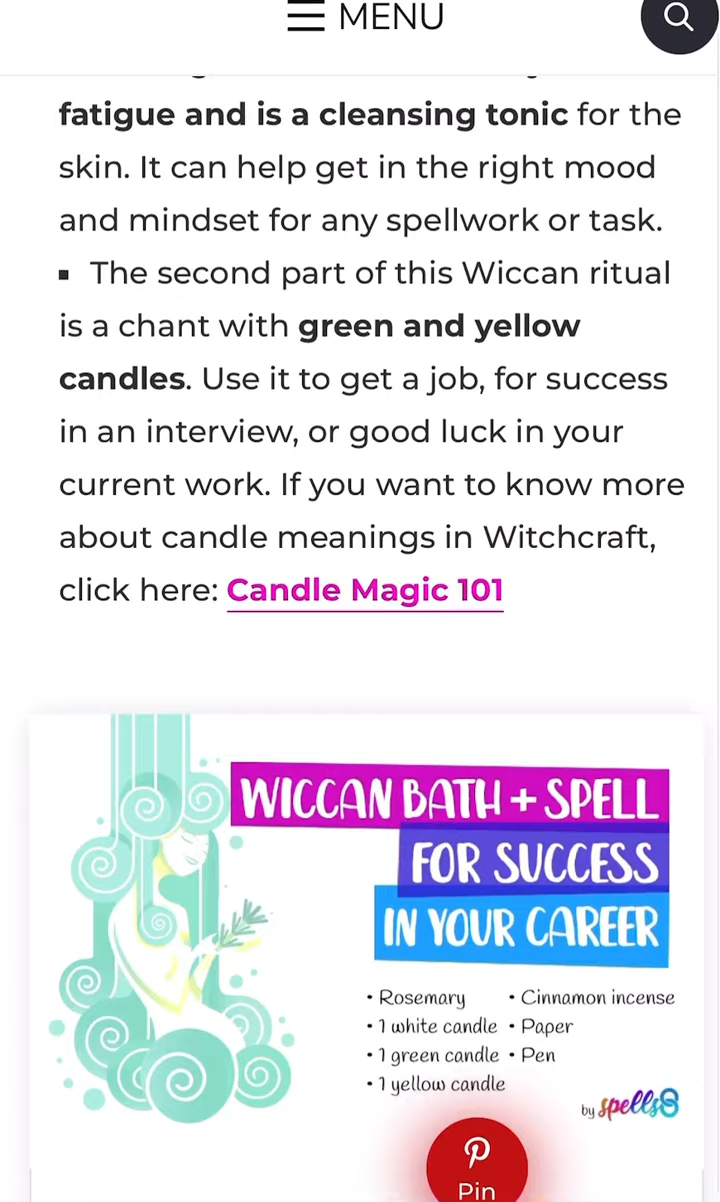 MENU
fatigue and is a cleansing tonic for the
skin. It can help get in the right mood
and mindset for any spellwork or task.
▪ The second part of this Wiccan ritual
is a chant with green and yellow
candles. Use it to get a job, for success
in an interview, or good luck in your
current work. If you want to know more
about candle meanings in Witchcraft,
click here: Candle Magic 101
WICCAN BATH + SPELL
FOR SUCCESS
IN YOUR CAREER
• Rosemary
• 1 white candle
• 1 green candle
• 1 yellow candle
• Cinnamon incense
• Paper
• Pen
by spells8
Pin